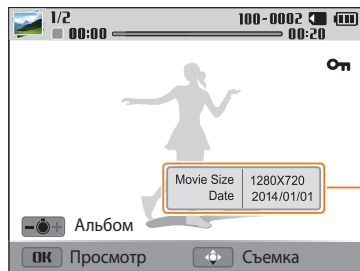 1/2
100-0002
00:00
00:20
Movie Size 1280X720
Date 2014/01/01
Альбом
OK Просмотр
Съемка